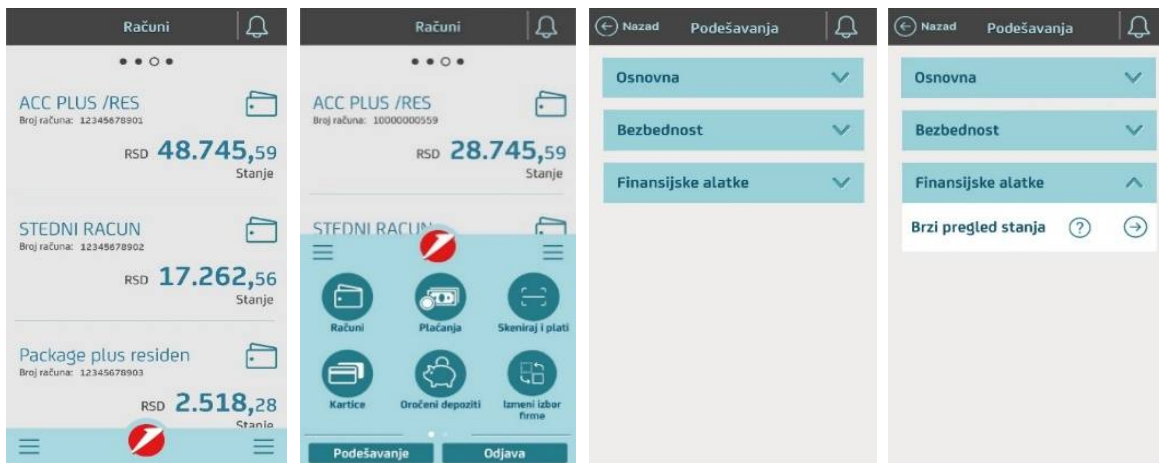 Računi
ACC PLUS /RES
Broj računa: 12345678901
RSD 48.745,59
Stanje
STEDNI RACUN
Broj računa: 12345678902
RSD 17.262,56
Stanje
Package plus residen
Broj računa: 12345678903
RSD 2.518,28
Stanje
Računi
ACC PLUS /RES
Broj računa: 10000000559
RSD 28.745,59
Stanje
STEDNI RACUN
Računi
Plaćanja
Skeniraj i plati
Kartice
Oročeni depoziti
Izmeni izbor
firme
Podešavanje
Odjava
Nazad
Podešavanja
Osnovna
Bezbednost
Finansijske alatke
Nazad
Podešavanja
Osnovna
Bezbednost
Finansijske alatke
Brzi pregled stanja ?